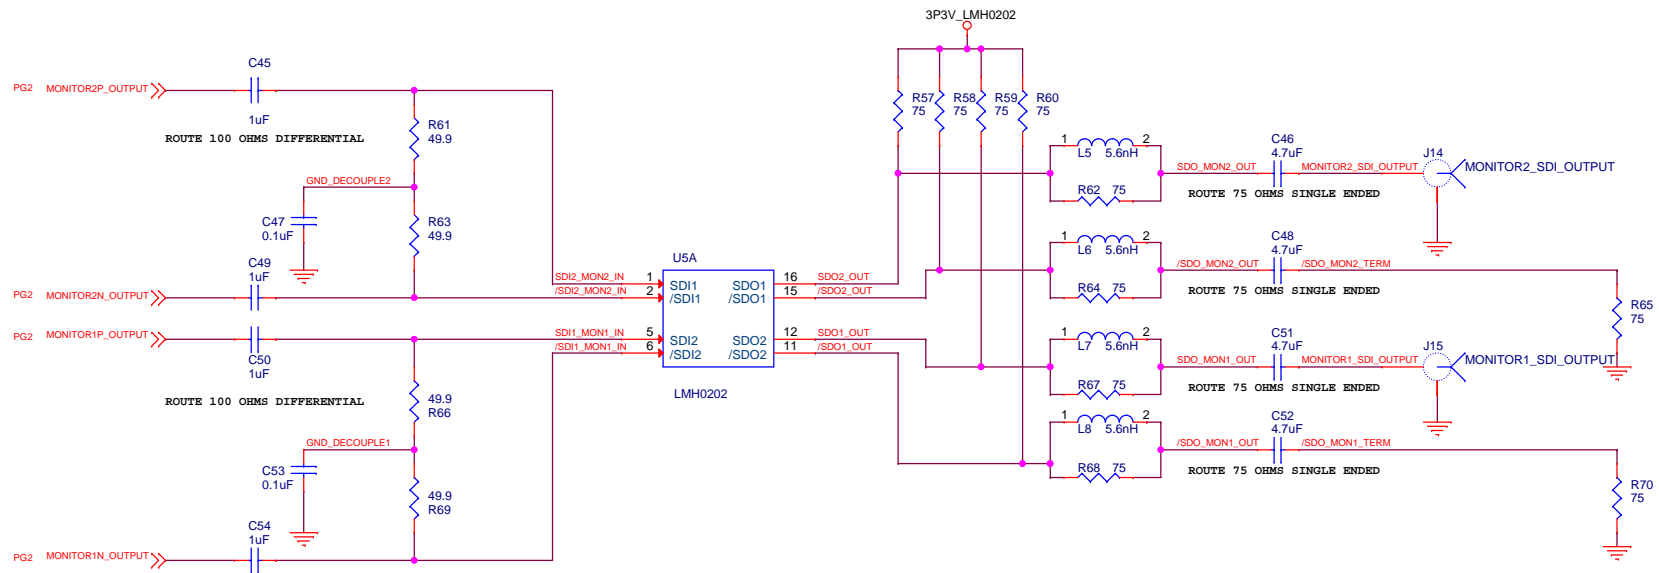 3P3V_LMH0202
C45
PG2 MONITOR2P_OUTPUT
1uF
ROUTE 100 OHMS DIFFERENTIAL
R61
49.9
GND_DECOUPLE2
C47
0.1uF
R63
49.9
C49
1uF
PG2 MONITOR2N_OUTPUT
PG2 MONITOR1P_OUTPUT
C50
1uF
ROUTE 100 OHMS DIFFERENTIAL
49.9
R66
GND_DECOUPLE1
C53
0.1uF
49.9
R69
C54
1uF
PG2 MONITOR1N_OUTPUT
U5A
SDI2_MON2_IN 1 SDI1 SDO1 16 SDO2_OUT
/SDI2_MON2_IN 2 /SDI1 /SDO1 15 /SDO2_OUT
SDI1_MON1_IN 5 SDI2 SDO2 12 SDO1_OUT
/SDI1_MON1_IN 6 /SDI2 /SDO2 11 /SDO1_OUT
LMH0202
R57 R58 R59 R60
75 75 75 75
1 2
L5 5.6nH
R62 75
SDO_MON2_OUT
C46
4.7uF
MONITOR2_SDI_OUTPUT
ROUTE 75 OHMS SINGLE ENDED
J14
MONITOR2_SDI_OUTPUT
1 2
L6 5.6nH
R64 75
/SDO_MON2_OUT
C48
4.7uF
/SDO_MON2_TERM
ROUTE 75 OHMS SINGLE ENDED
R65
75
1 2
L7 5.6nH
R67 75
SDO_MON1_OUT
C51
4.7uF
MONITOR1_SDI_OUTPUT
ROUTE 75 OHMS SINGLE ENDED
J15
MONITOR1_SDI_OUTPUT
1 2
L8 5.6nH
R68 75
/SDO_MON1_OUT
C52
4.7uF
/SDO_MON1_TERM
ROUTE 75 OHMS SINGLE ENDED
R70
75